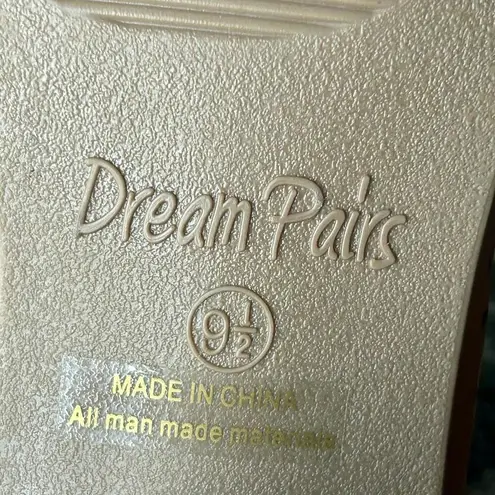 Dream Pairs
9 1/2
MADE IN CHINA
All man made materials